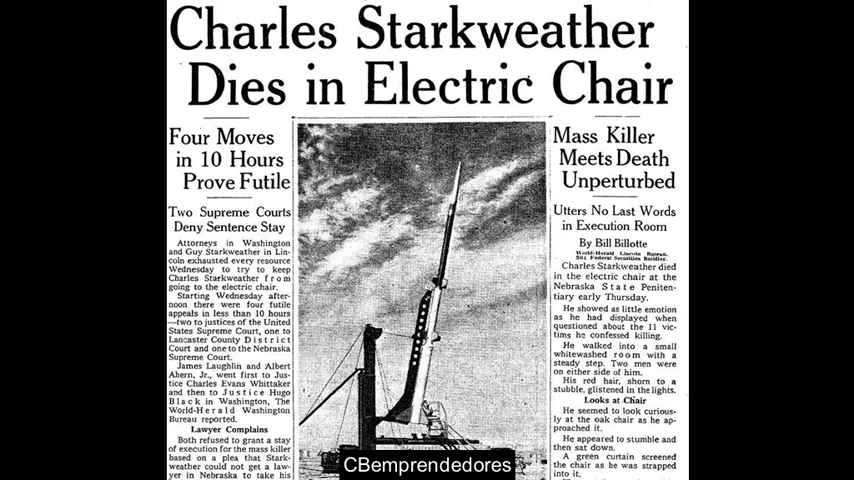 Charles Starkweather
Dies in Electric Chair
Four Moves
in 10 Hours
Prove Futile
Two Supreme Courts
Deny Sentence Stay
Attorneys in Washington
and Guy Starkweather in Lin-
coln exhausted every resource
Wednesday to try to keep
Charles Starkweather from
going to the electric chair.
Starting Wednesday after-
noon there were four futile
appeals in less than 10 hours
—two to justices of the United
States Supreme Court, one to
Lancaster County District
Court and one to the Nebraska
Supreme Court.
James Laughlin and Albert
Ahern, Jr., went first to Jus-
tice Charles Evans Whittaker
and then to Justice Hugo
Black in Washington, The
World-Herald Washington
Bureau reported.
Lawyer Complains
Both refused to grant a stay
of execution for the mass killer
based on a plea that Stark-
weather could not get a law-
yer in Nebraska to take his
Mass Killer
Meets Death
Unperturbed
Utters No Last Words
in Execution Room
By Bill Billotte
World-Herald Lincoln Bureau,
501 Federal Securities Building.
Charles Starkweather died
in the electric chair at the
Nebraska State Peniten-
tiary early Thursday.
He showed as little emotion
as he had displayed when
questioned about the 11 vic-
tims he confessed killing.
He walked into a small
whitewashed room with a
steady step. Two men were
on either side of him.
His red hair, shorn to a
stubble, glistened in the lights.
Looks at Chair
He seemed to look curious-
ly at the oak chair as he ap-
proached it.
He appeared to stumble and
then sat down.
A green curtain screened
the chair as he was strapped
into it.
CBemprendedores